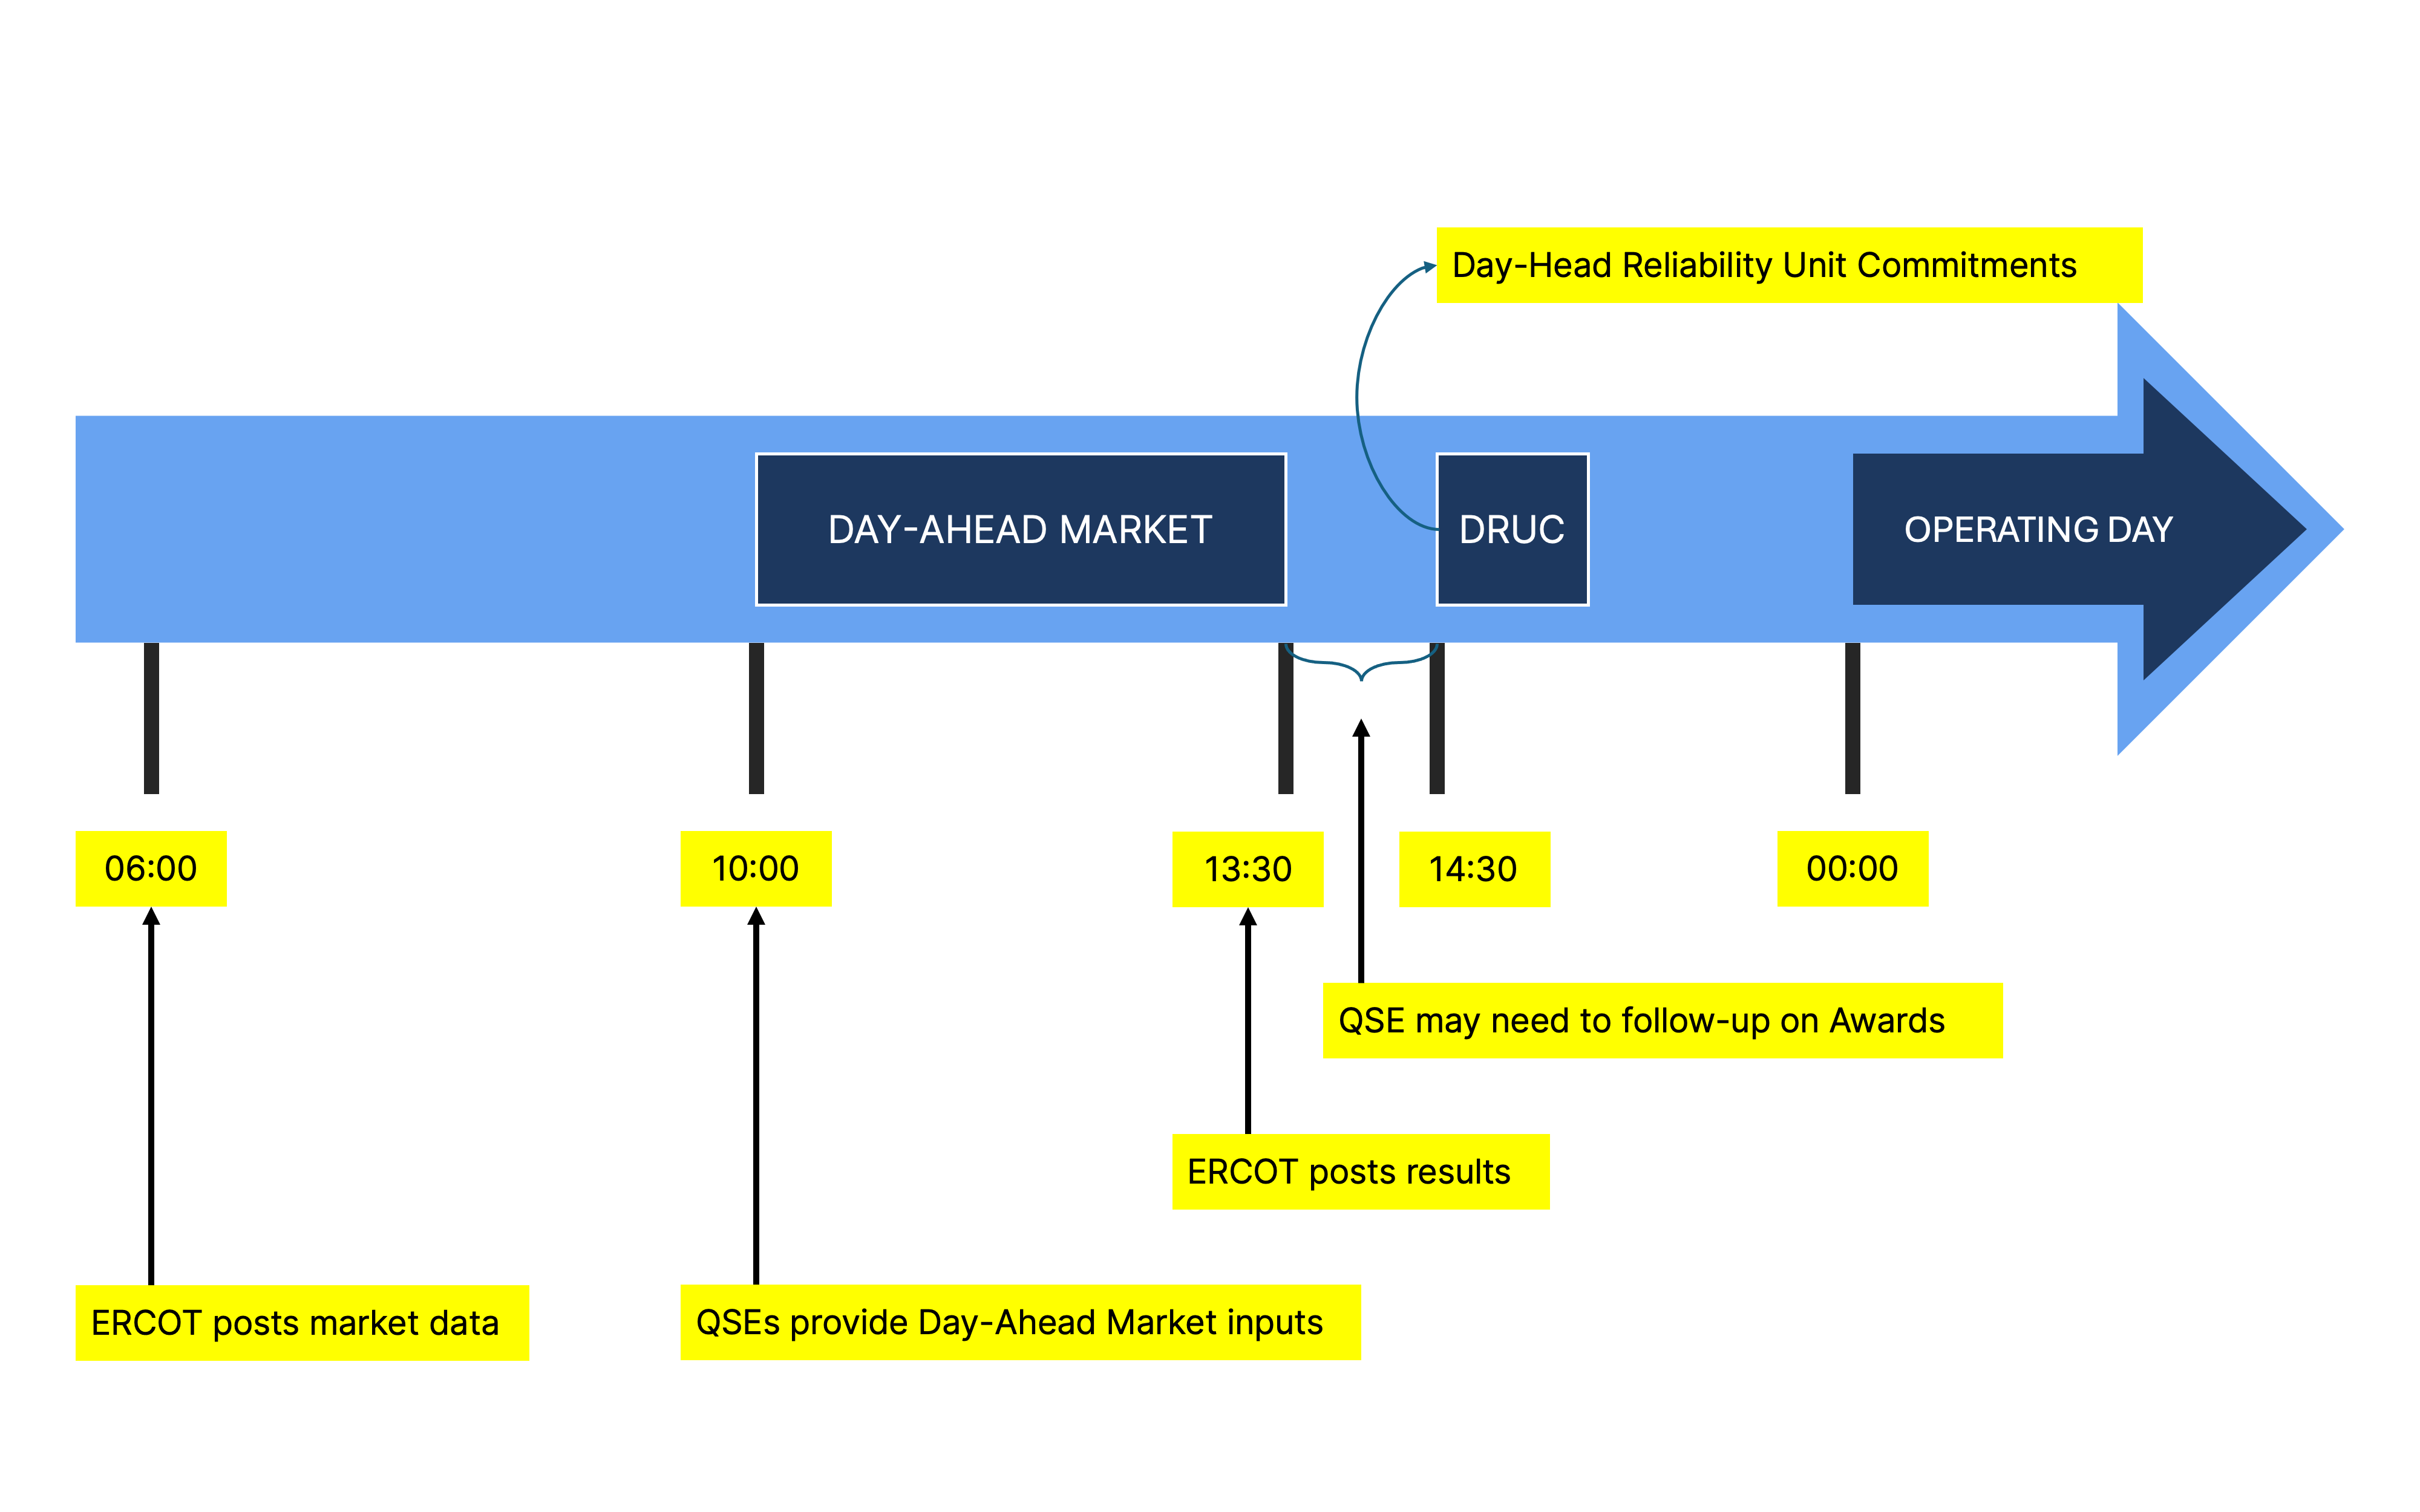 Day-Head Reliability Unit Commitments
DAY-AHEAD MARKET
DRUC
OPERATING DAY
06:00
10:00
13:30
14:30
00:00
QSE may need to follow-up on Awards
ERCOT posts results
ERCOT posts market data
QSEs provide Day-Ahead Market inputs